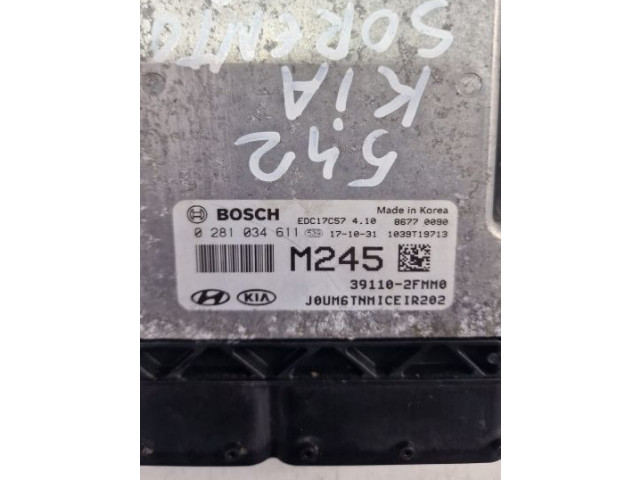 SORENTO
KiA
542
BOSCH
EDC17C57 4.10
Made in Korea
8677 0090
0 281 034 611 539 17-10-31 1039T19713
M245
39110-2FMM0
KIA
J0UM6TNMICEIR202